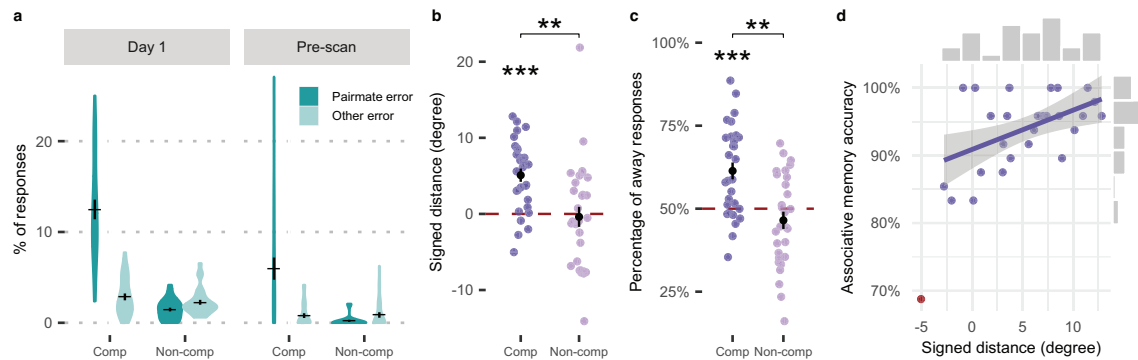 a
Day 1
Pre-scan
Pairmate error
Other error
% of responses
20
10
0
Comp
Non-comp
Comp
Non-comp
b
**
***
Signed distance (degree)
20
10
0
-10
Comp
Non-comp
c
**
***
Percentage of away responses
100%
75%
50%
25%
Comp
Non-comp
d
Associative memory accuracy
100%
90%
80%
70%
-5
0
5
10
Signed distance (degree)